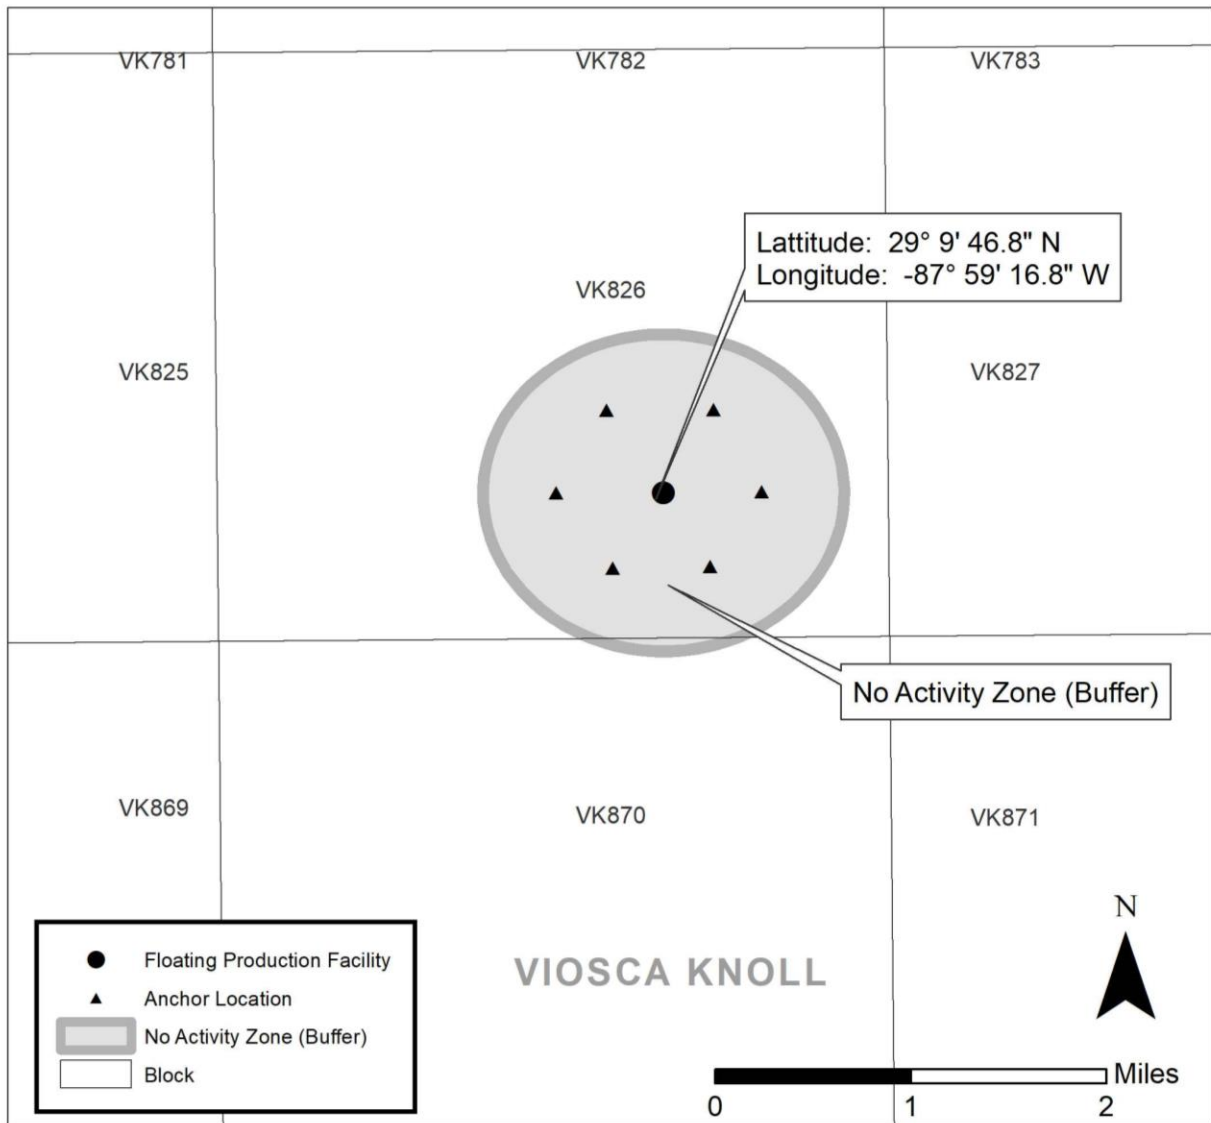 VK781
VK782
VK783
Lattitude:  29° 9' 46.8" N
Longitude:  -87° 59' 16.8" W
VK826
VK825
VK827
No Activity Zone (Buffer)
VK869
VK870
VK871
N
VIOSCA KNOLL
Floating Production Facility
Anchor Location
No Activity Zone (Buffer)
Block
Miles
0 1 2